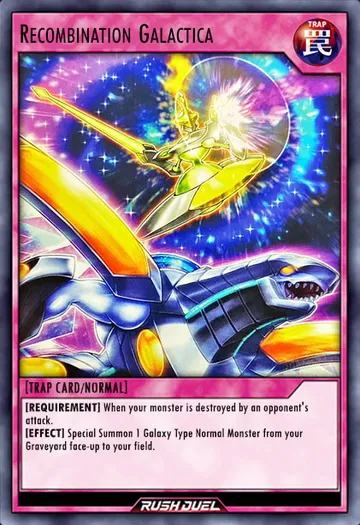 RECOMBINATION GALACTICA
TRAP
罠
[TRAP CARD/NORMAL]
[REQUIREMENT] When your monster is destroyed by an opponent's
attack.
[EFFECT] Special Summon 1 Galaxy Type Normal Monster from your
Graveyard face-up to your field.
RUSH DUEL